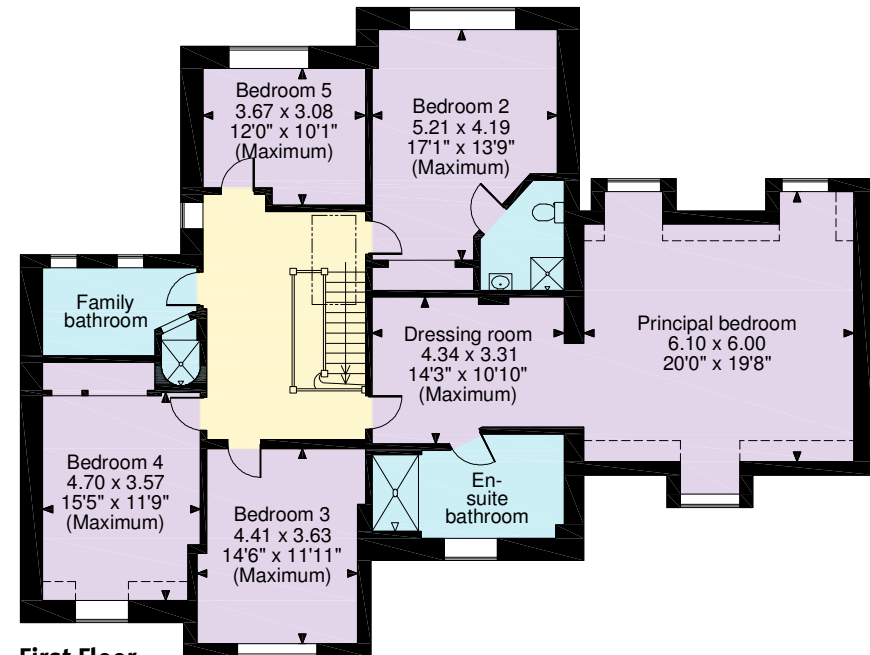 Bedroom 5
3.67 x 3.08
12'0" x 10'1"
(Maximum)
Bedroom 2
5.21 x 4.19
17'1" x 13'9"
(Maximum)
Family
bathroom
Dressing room
4.34 x 3.31
14'3" x 10'10"
(Maximum)
Principal bedroom
6.10 x 6.00
20'0" x 19'8"
Bedroom 4
4.70 x 3.57
15'5" x 11'9"
(Maximum)
Bedroom 3
4.41 x 3.63
14'6" x 11'11"
(Maximum)
En-
suite
bathroom
First Floor